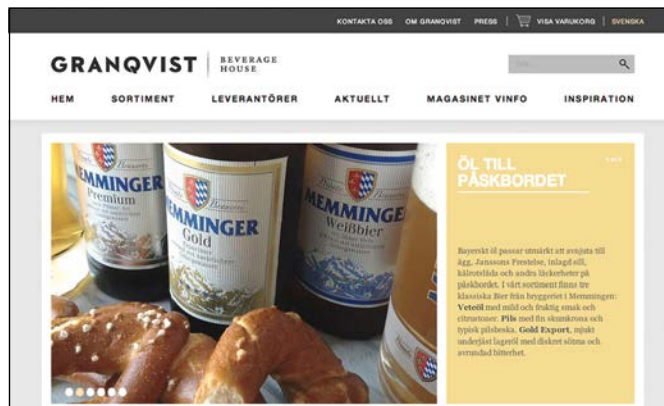 KONTAKTA OSS OM GRANQVIST PRESS VISA VARUKORG SVENSKA
GRANQVIST BEVERAGE HOUSE
HEM SORTIMENT LEVERANTÖRER AKTUELLT MAGASINET VINFO INSPIRATION
MEMMINGER
Premium
MEMMINGER
Gold
MEMMINGER
Weißbier
ÖL TILL
PÅSKBORDET
Bayerskt öl passar utmärkt att avnjuta till
ägg, Janssons Frestelse, inlagd sill,
kålrotslåda och andra läckerheter på
påskbordet. I vårt sortiment finns tre
klassiska Bier från bryggeriet i Memmingen:
Veteöl med mild och fruktig smak och
citrustoner. Pils med fin skumkrona och
typisk pilsbeska. Gold Export, mjukt
underjäst lageröl med diskret sötma och
avrundad bitterhet.